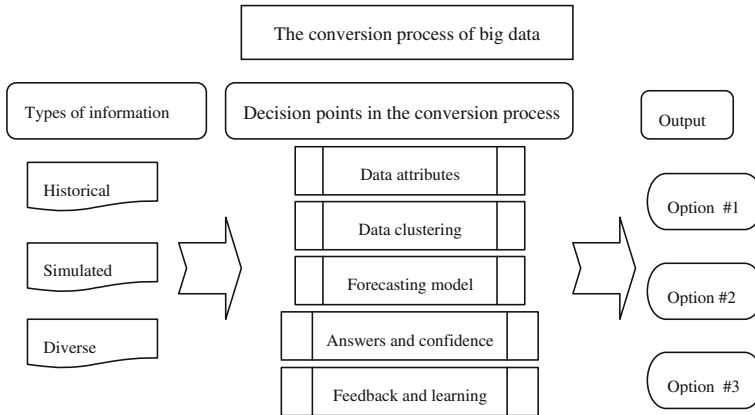 The conversion process of big data
Types of information
Decision points in the conversion process
Output
Historical
Simulated
Diverse
Data attributes
Data clustering
Forecasting model
Answers and confidence
Feedback and learning
Option #1
Option #2
Option #3